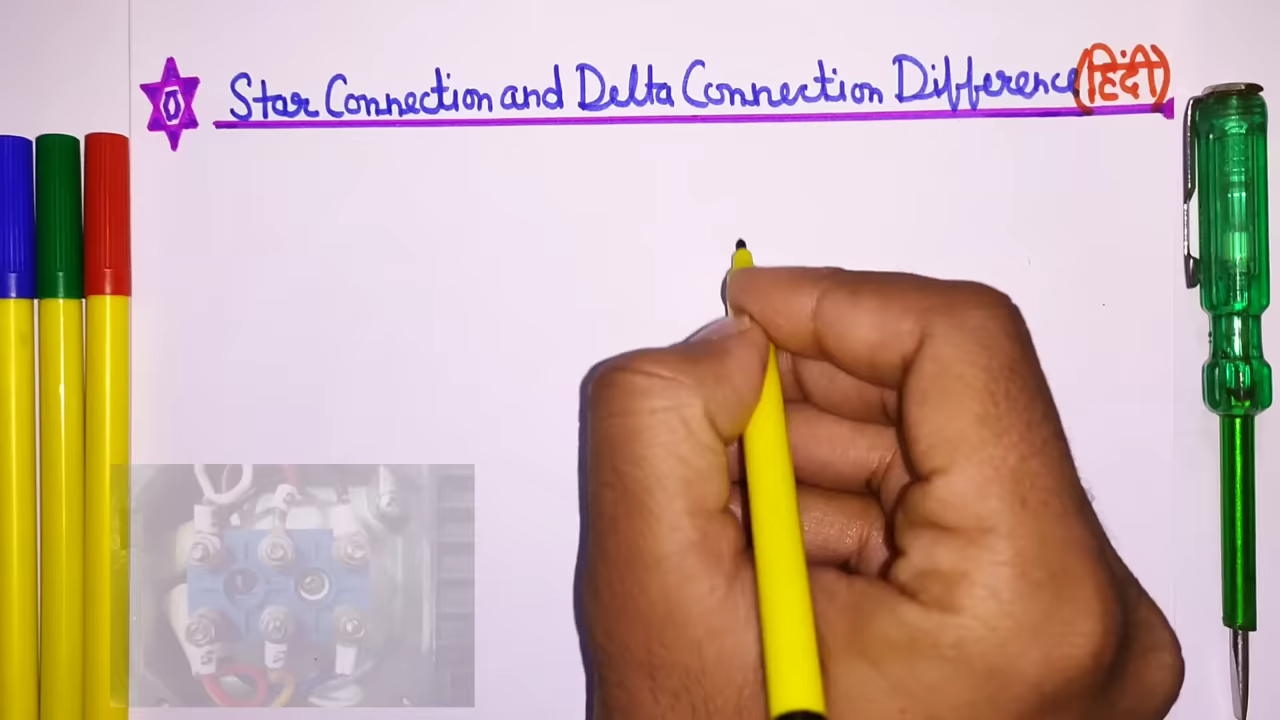 Star Connection and Delta Connection Difference (हिंदी)